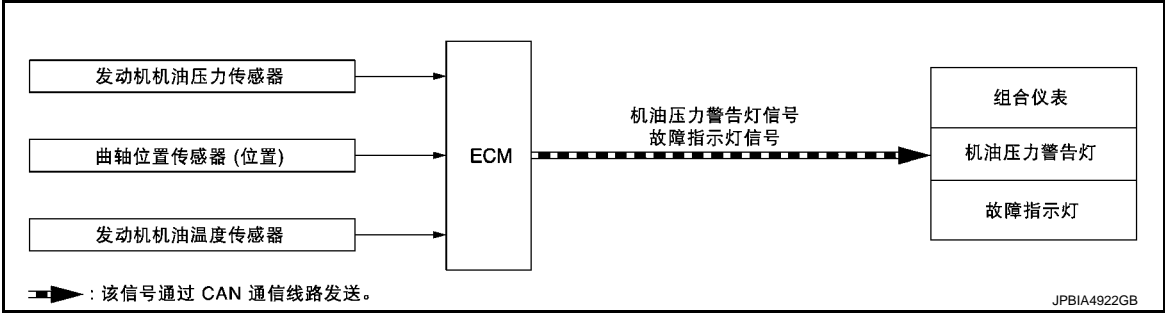 发动机机油压力传感器
曲轴位置传感器 (位置)
发动机机油温度传感器
ECM
机油压力警告灯信号
故障指示灯信号
组合仪表
机油压力警告灯
故障指示灯
: 该信号通过 CAN 通信线路发送。
JPBIA4922GB